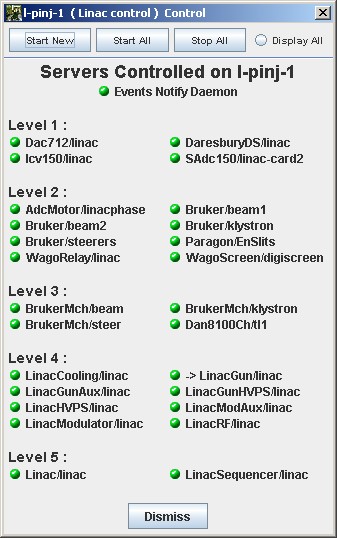 l-pinj-1 ( Linac control ) Control
Start New Start All Stop All Display All
Servers Controlled on l-pinj-1
Events Notify Daemon
Level 1 :
Dac712/linac DaresburyDS/linac
Icv150/linac SAdc150/linac-card2
Level 2 :
AdcMotor/linacphase Bruker/beam1
Bruker/beam2 Bruker/klystron
Bruker/steerers Paragon/EnSlits
WagoRelay/linac WagoScreen/digiscreen
Level 3 :
BrukerMch/beam BrukerMch/klystron
BrukerMch/steer Dan8100Ch/tl1
Level 4 :
LinacCooling/linac -> LinacGun/linac
LinacGunAux/linac LinacGunHVPS/linac
LinacHVPS/linac LinacModAux/linac
LinacModulator/linac LinacRF/linac
Level 5 :
Linac/linac LinacSequencer/linac
Dismiss